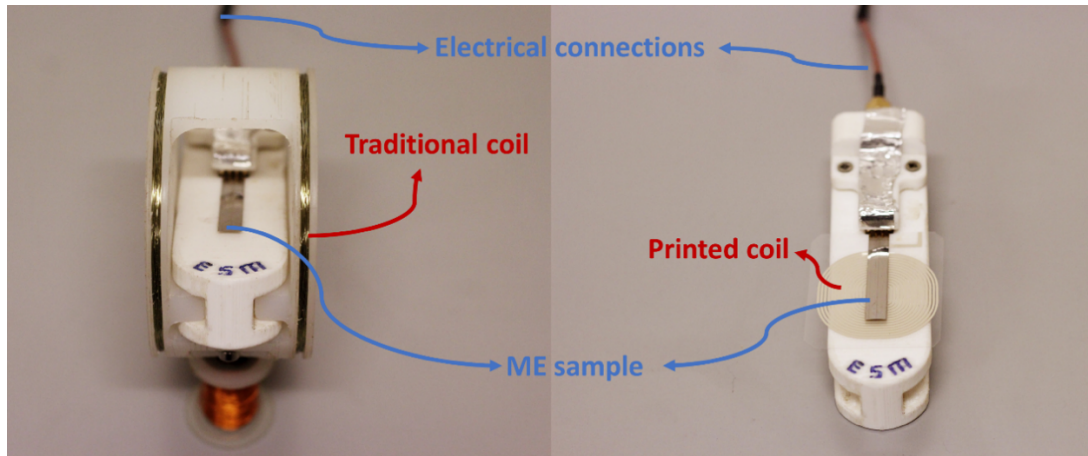 Electrical connections
Traditional coil
Printed coil
ME sample
ESM
ESM